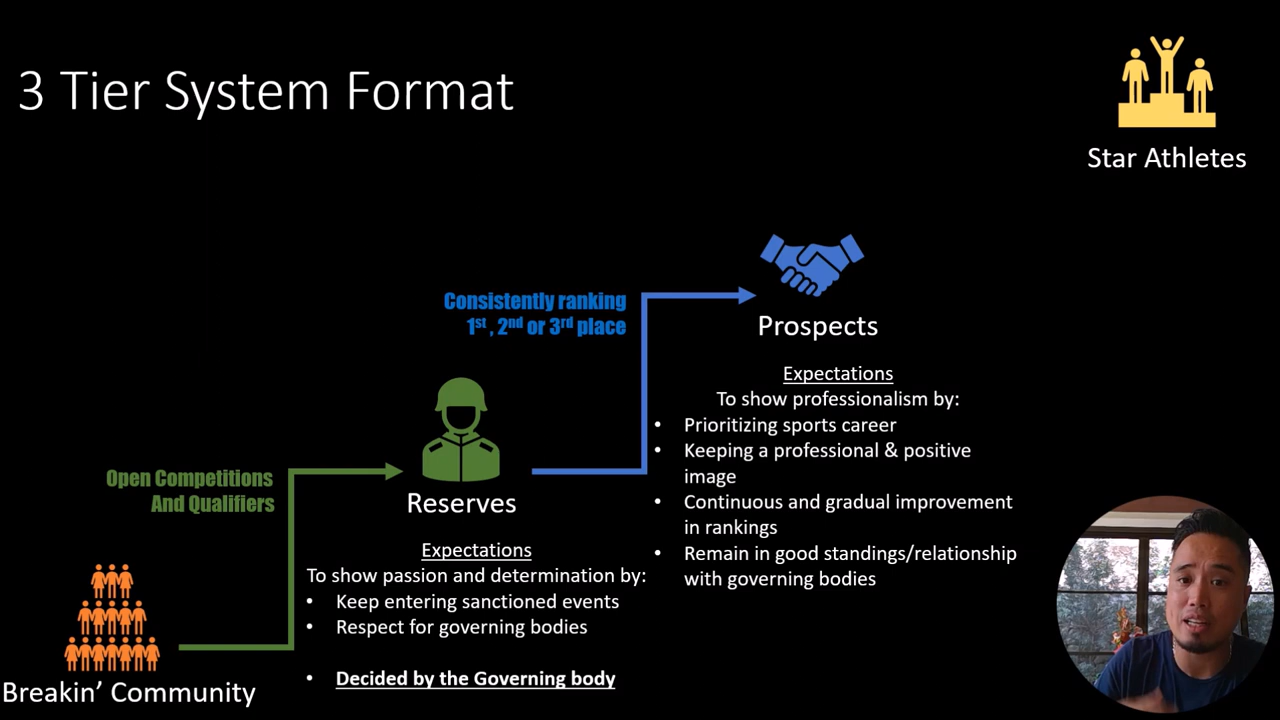 3 Tier System Format
Star Athletes
Consistently ranking
1st , 2nd or 3rd place
Prospects
Expectations
To show professionalism by:
• Prioritizing sports career
• Keeping a professional & positive
image
• Continuous and gradual improvement
in rankings
• Remain in good standings/relationship
with governing bodies
Open Competitions
And Qualifiers
Reserves
Expectations
To show passion and determination by:
• Keep entering sanctioned events
• Respect for governing bodies
• Decided by the Governing body
Breakin’ Community